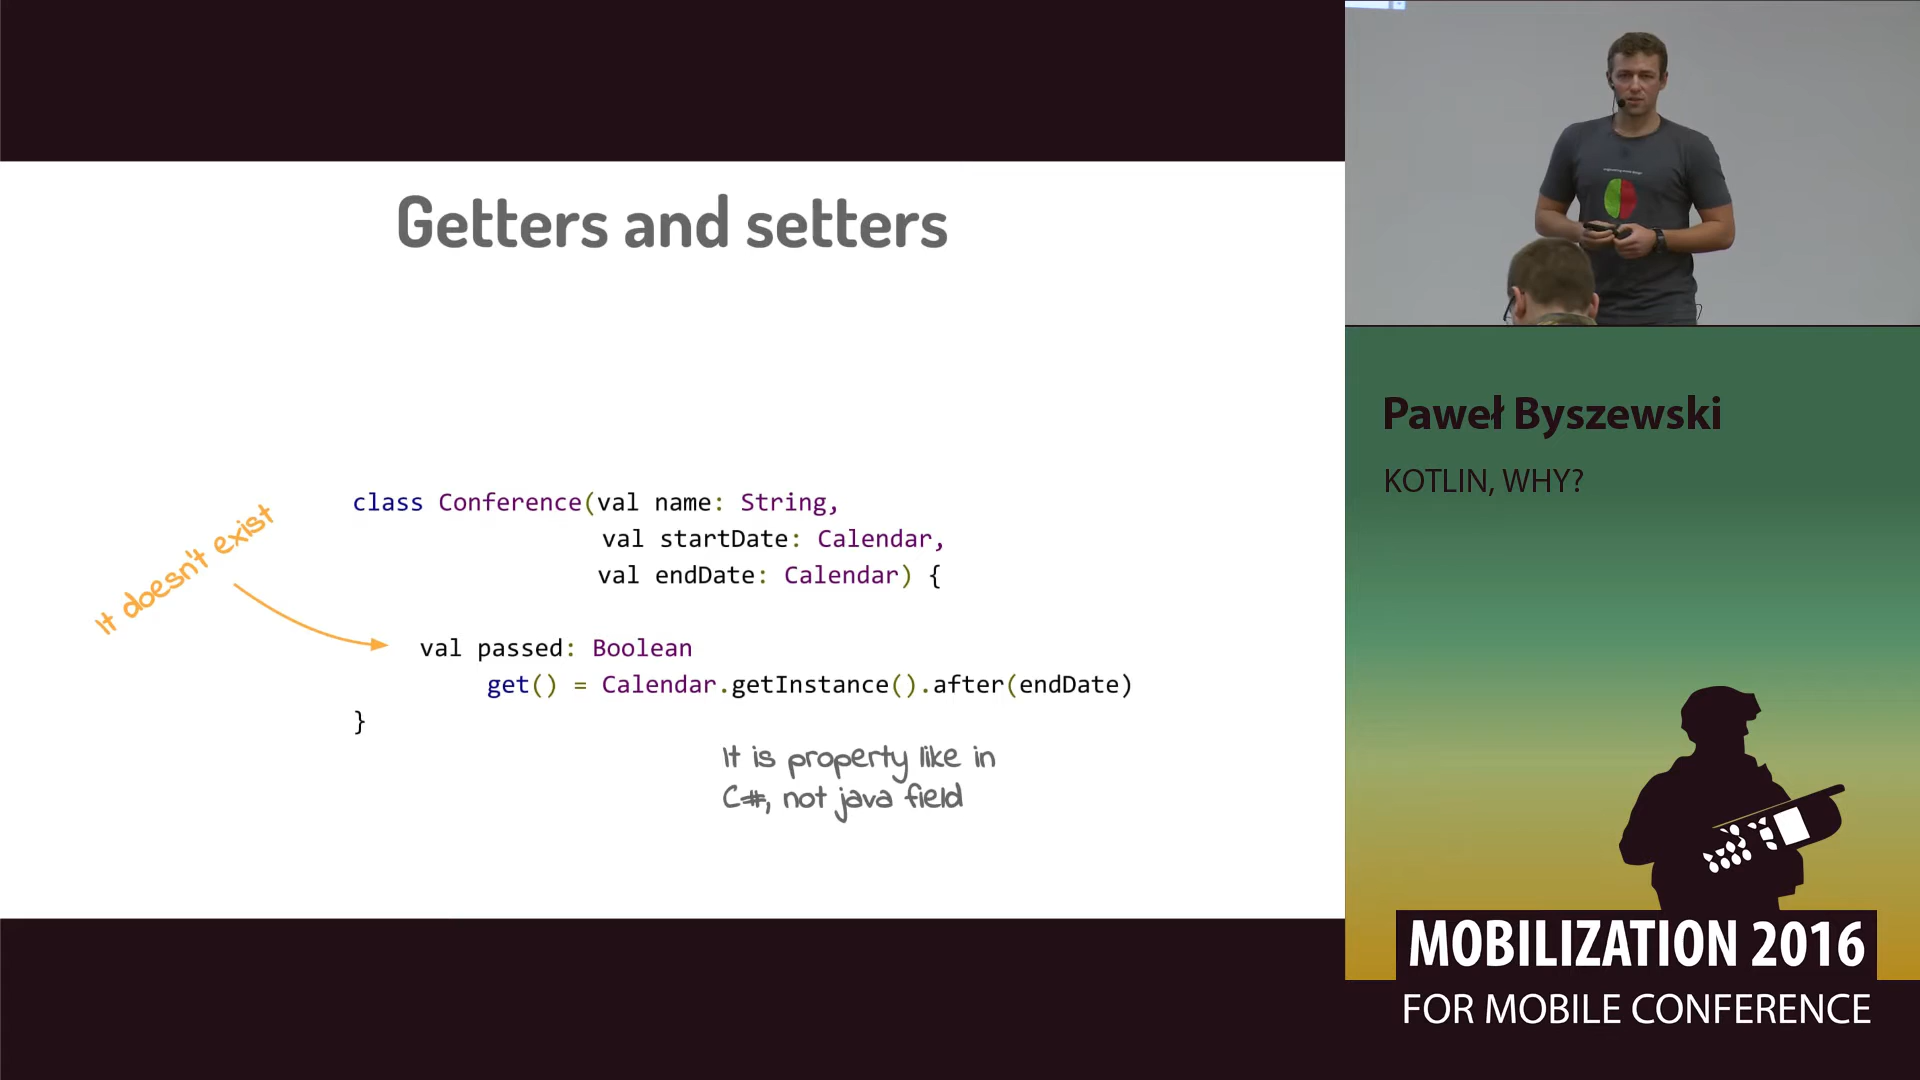 Getters and setters
class Conference(val name: String,
val startDate: Calendar,
val endDate: Calendar) {
It doesn't exist
val passed: Boolean
get() = Calendar.getInstance().after(endDate)
}
It is property like in
C#, not java field
Paweł Byszewski
KOTLIN, WHY?
MOBILIZATION 2016
FOR MOBILE CONFERENCE